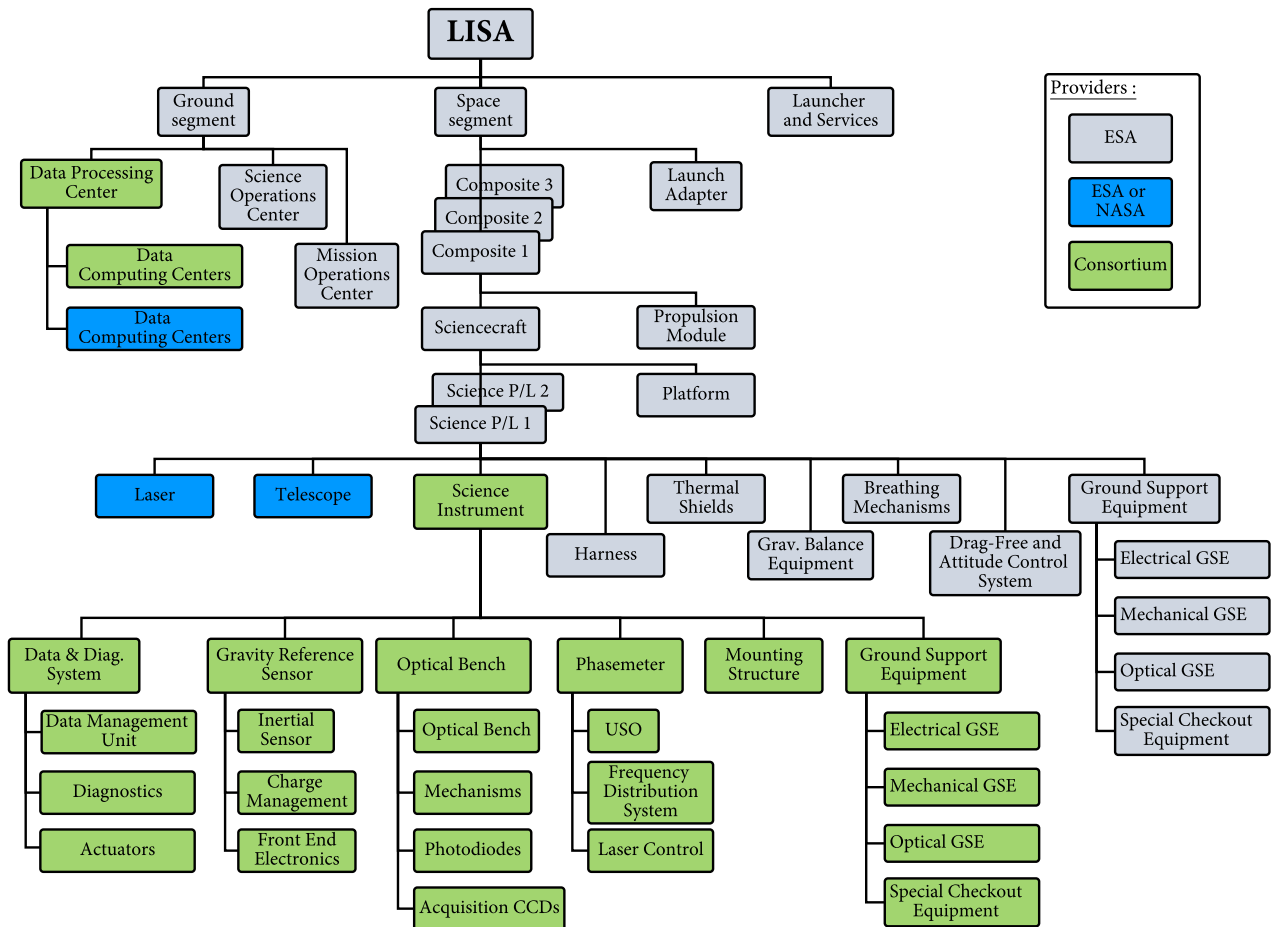 LISA
Ground
segment
Space
segment
Launcher
and Services
Providers :
ESA
ESA or
NASA
Consortium
Data Processing
Center
Science
Operations
Center
Mission
Operations
Center
Data
Computing Centers
Data
Computing Centers
Composite 3
Composite 2
Composite 1
Launch
Adapter
Sciencecraft
Propulsion
Module
Science P/L 2
Science P/L 1
Platform
Laser
Telescope
Science
Instrument
Harness
Thermal
Shields
Grav. Balance
Equipment
Breathing
Mechanisms
Drag-Free and
Attitude Control
System
Ground Support
Equipment
Electrical GSE
Mechanical GSE
Optical GSE
Special Checkout
Equipment
Data & Diag.
System
Data Management
Unit
Diagnostics
Actuators
Gravity Reference
Sensor
Inertial
Sensor
Charge
Management
Front End
Electronics
Optical Bench
Optical Bench
Mechanisms
Photodiodes
Acquisition CCDs
Phasemeter
USO
Frequency
Distribution
System
Laser Control
Mounting
Structure
Ground Support
Equipment
Electrical GSE
Mechanical GSE
Optical GSE
Special Checkout
Equipment